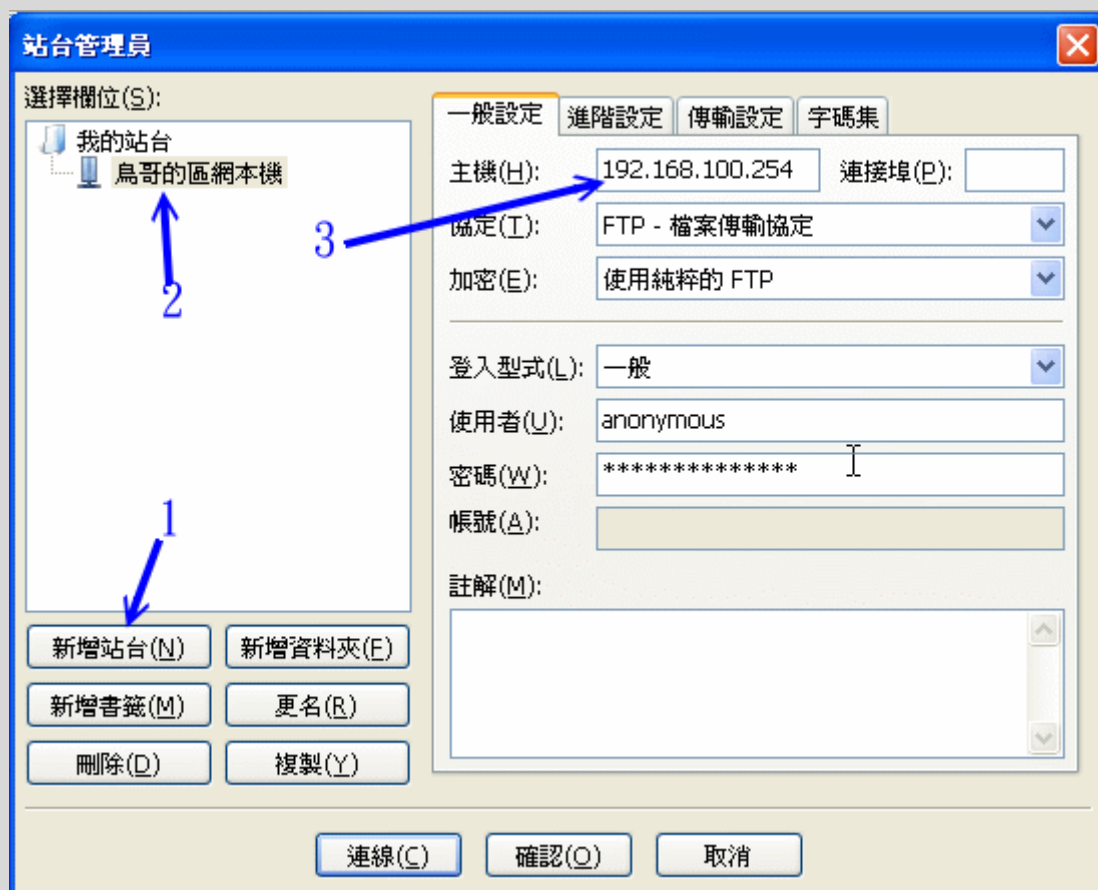 站台管理員
選擇欄位(S):
我的站台
鳥哥的區網本機
2
1
新增站台(N) 新增資料夾(F)
新增書籤(M) 更名(R)
刪除(D) 複製(Y)
一般設定 進階設定 傳輸設定 字碼集
主機(H): 192.168.100.254 連接埠(P):
3
協定(T): FTP - 檔案傳輸協定
加密(E): 使用純粹的 FTP
登入型式(L): 一般
使用者(U): anonymous
密碼(W): **************
帳號(A):
註解(M):
連線(C) 確認(O) 取消